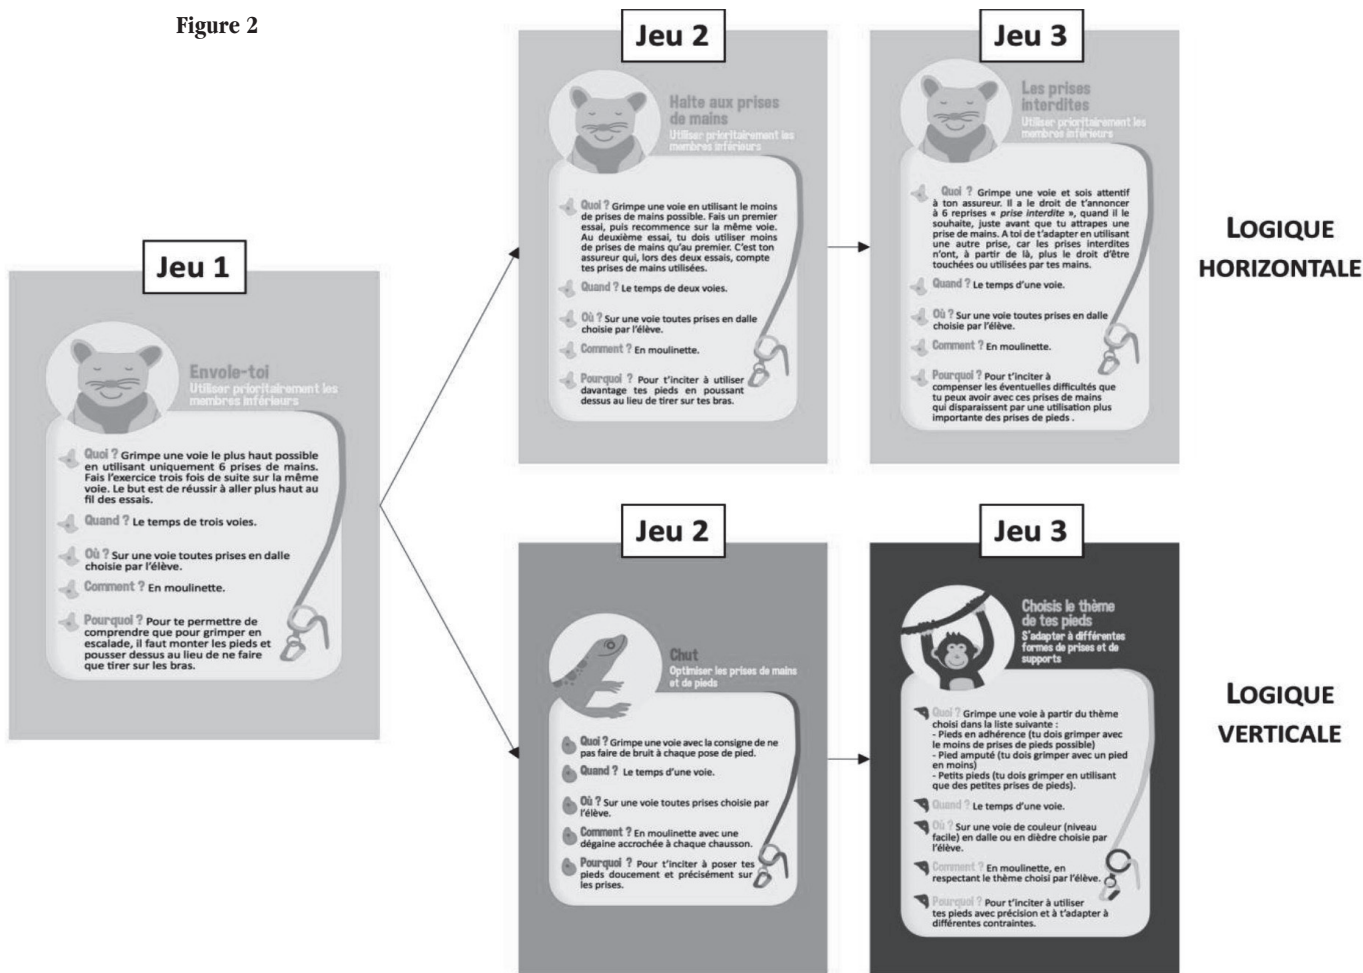 Figure 2
Jeu 1
Envole-toi
Utiliser prioritairement les
membres inférieurs
Quoi ? Grimpe une voie le plus haut possible
en utilisant uniquement 6 prises de mains.
Fais l'exercice trois fois de suite sur la même
voie. Le but est de réussir à aller plus haut au
fil des essais.
Quand ? Le temps de trois voies.
Où ? Sur une voie toutes prises en dalle
choisie par l'élève.
Comment ? En moulinette.
Pourquoi ? Pour te permettre de
comprendre que pour grimper en
escalade, il faut monter les pieds et
pousser dessus au lieu de ne faire
que tirer sur les bras.
Jeu 2
Halte aux prises
de mains
Utiliser prioritairement les
membres inférieurs
Quoi ? Grimpe une voie en utilisant le moins
de prises de mains possible. Fais un premier
essai, puis recommence sur la même voie.
Au deuxième essai, tu dois utiliser moins
de prises de mains qu'au premier. C'est ton
assureur qui, lors des deux essais, compte
tes prises de mains utilisées.
Quand ? Le temps de deux voies.
Où ? Sur une voie toutes prises en dalle
choisie par l'élève.
Comment ? En moulinette.
Pourquoi ? Pour t'inciter à utiliser
davantage tes pieds en poussant
dessus au lieu de tirer sur tes bras.
Jeu 3
Les prises
interdites
Utiliser prioritairement les
membres inférieurs
Quoi ? Grimpe une voie et sois attentif
à ton assureur. Il a le droit de t'annoncer
à 6 reprises « prise interdite », quand il le
souhaite, juste avant que tu attrapes une
prise de mains. A toi de t'adapter en utilisant
une autre prise, car les prises interdites
n'ont, à partir de là, plus le droit d'être
touchées ou utilisées par tes mains.
Quand ? Le temps d'une voie.
Où ? Sur une voie toutes prises en dalle
choisie par l'élève.
Comment ? En moulinette.
Pourquoi ? Pour t'inciter à
compenser les éventuelles difficultés que
tu peux avoir avec ces prises de mains
qui disparaissent par une utilisation plus
importante des prises de pieds .
LOGIQUE
HORIZONTALE
Jeu 2
Chut
Optimiser les prises de mains
et de pieds
Quoi ? Grimpe une voie avec la consigne de ne
pas faire de bruit à chaque pose de pied.
Quand ? Le temps d'une voie.
Où ? Sur une voie toutes prises choisie par
l'élève.
Comment ? En moulinette avec une
dégaine accrochée à chaque chausson.
Pourquoi ? Pour t'inciter à poser tes
pieds doucement et précisément sur
les prises.
Jeu 3
Choisis le thème
de tes pieds
S'adapter à différentes
formes de prises et de
supports
Quoi ? Grimpe une voie à partir du thème
choisi dans la liste suivante :
- Pieds en adhérence (tu dois grimper avec
le moins de prises de pieds possible)
- Pied amputé (tu dois grimper avec un pied
en moins)
- Petits pieds (tu dois grimper en utilisant
que des petites prises de pieds).
Quand ? Le temps d'une voie.
Où ? Sur une voie de couleur (niveau
facile) en dalle ou en dièdre choisie par
l'élève.
Comment ? En moulinette, en
respectant le thème choisi par l'élève.
Pourquoi ? Pour t'inciter à utiliser
tes pieds avec précision et à t'adapter à
différentes contraintes.
LOGIQUE
VERTICALE